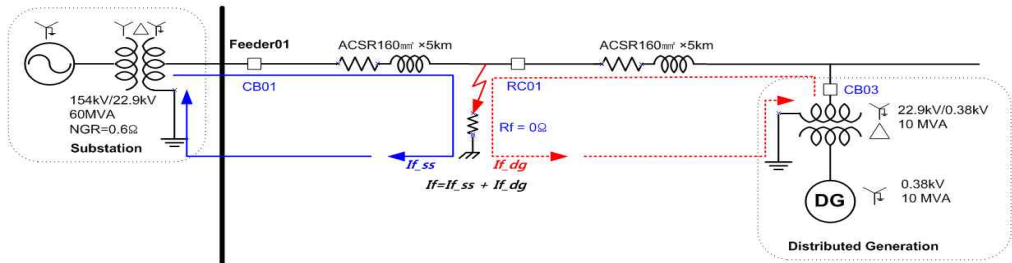 Feeder01
ACSR160㎟ ×5km
ACSR160㎟ ×5km
CB01
RC01
CB03
154kV/22.9kV
60MVA
NGR=0.6Ω
Substation
Rf = 0Ω
22.9kV/0.38kV
10 MVA
If_ss
If_dg
If=If_ss + If_dg
DG
0.38kV
10 MVA
Distributed Generation